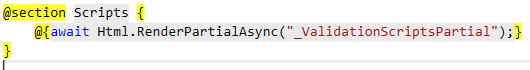 @section Scripts {
@{await Html.RenderPartialAsync("_ValidationScriptsPartial");}
}